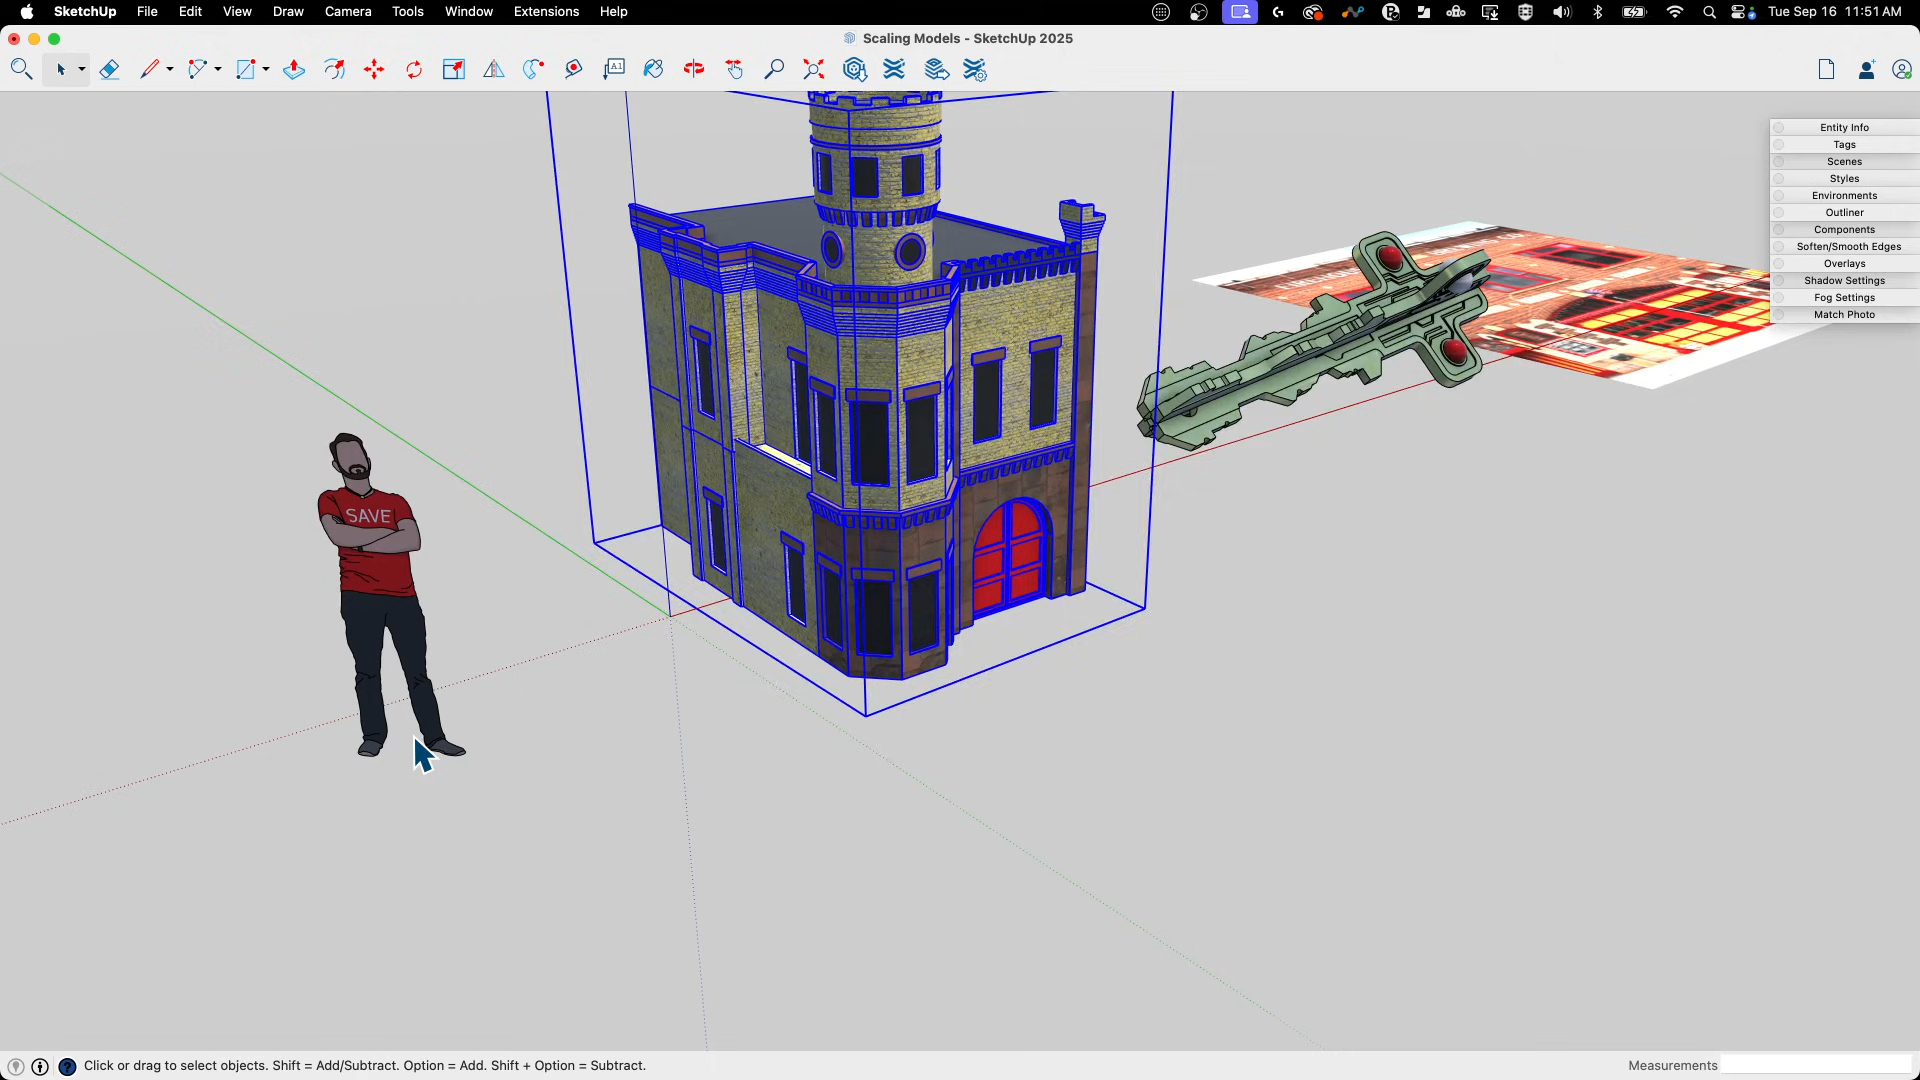 SketchUp File Edit View Draw Camera Tools Window Extensions Help
Tue Sep 16 11:51 AM
Scaling Models - SketchUp 2025
A1
Entity Info
Tags
Scenes
Styles
Environments
Outliner
Components
Soften/Smooth Edges
Overlays
Shadow Settings
Fog Settings
Match Photo
SAVE
Click or drag to select objects. Shift = Add/Subtract. Option = Add. Shift + Option = Subtract.
Measurements